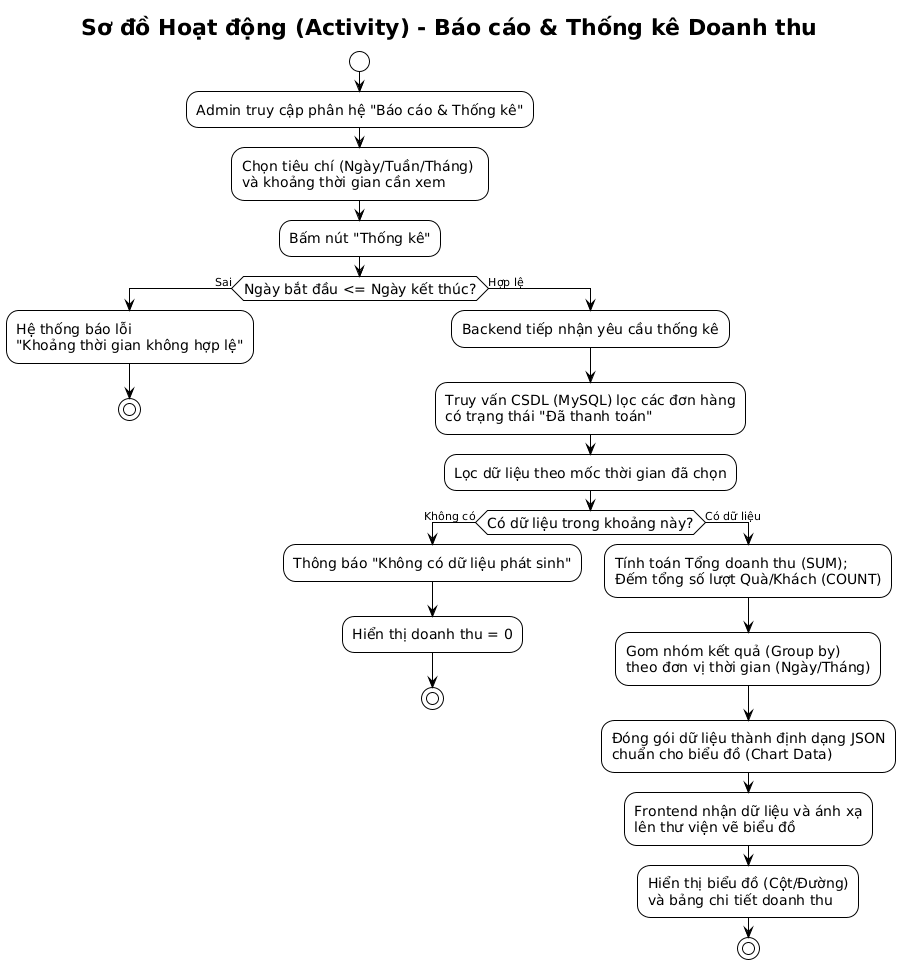 Sơ đồ Hoạt động (Activity) - Báo cáo & Thống kê Doanh thu
Admin truy cập phân hệ "Báo cáo & Thống kê"
Chọn tiêu chí (Ngày/Tuần/Tháng)
và khoảng thời gian cần xem
Bấm nút "Thống kê"
Sai
Ngày bắt đầu <= Ngày kết thúc?
Hợp lệ
Hệ thống báo lỗi
"Khoảng thời gian không hợp lệ"
Backend tiếp nhận yêu cầu thống kê
Truy vấn CSDL (MySQL) lọc các đơn hàng
có trạng thái "Đã thanh toán"
Lọc dữ liệu theo mốc thời gian đã chọn
Không có
Có dữ liệu trong khoảng này?
Có dữ liệu
Thông báo "Không có dữ liệu phát sinh"
Hiển thị doanh thu = 0
Tính toán Tổng doanh thu (SUM);
Đếm tổng số lượt Quà/Khách (COUNT)
Gom nhóm kết quả (Group by)
theo đơn vị thời gian (Ngày/Tháng)
Đóng gói dữ liệu thành định dạng JSON
chuẩn cho biểu đồ (Chart Data)
Frontend nhận dữ liệu và ánh xạ
lên thư viện vẽ biểu đồ
Hiển thị biểu đồ (Cột/Đường)
và bảng chi tiết doanh thu